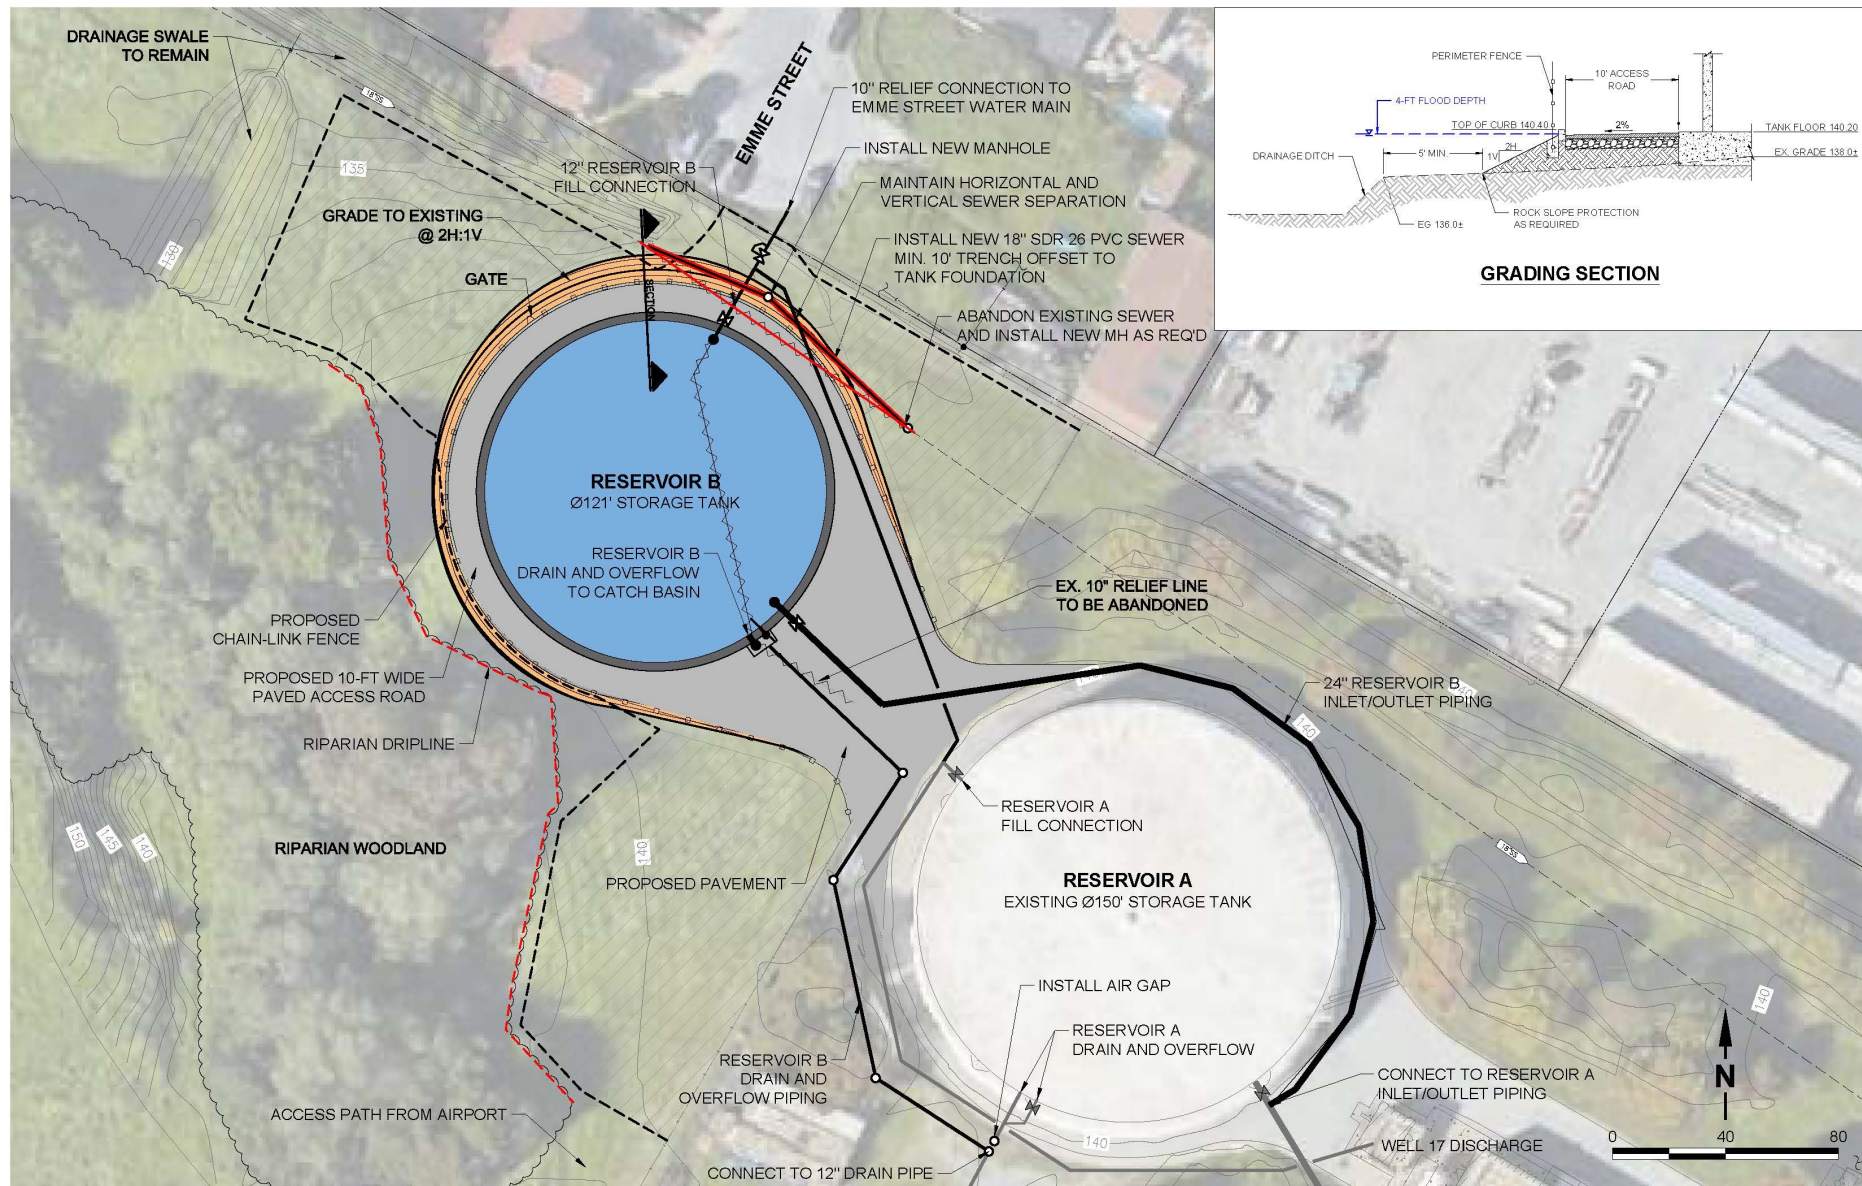 DRAINAGE SWALE
TO REMAIN
18"SS
135
130
EMME STREET
10" RELIEF CONNECTION TO
EMME STREET WATER MAIN
INSTALL NEW MANHOLE
12" RESERVOIR B
FILL CONNECTION
MAINTAIN HORIZONTAL AND
VERTICAL SEWER SEPARATION
GRADE TO EXISTING
@ 2H:1V
INSTALL NEW 18" SDR 26 PVC SEWER
MIN. 10' TRENCH OFFSET TO
TANK FOUNDATION
GATE
SECTION
ABANDON EXISTING SEWER
AND INSTALL NEW MH AS REQ'D
PERIMETER FENCE
10' ACCESS
ROAD
4-FT FLOOD DEPTH
TOP OF CURB 140.40
2%
TANK FLOOR 140.20
DRAINAGE DITCH
5' MIN.
2H
1V
EX. GRADE 138.0±
ROCK SLOPE PROTECTION
AS REQUIRED
EG 136.0±
GRADING SECTION
RESERVOIR B
Ø121' STORAGE TANK
RESERVOIR B
DRAIN AND OVERFLOW
TO CATCH BASIN
EX. 10" RELIEF LINE
TO BE ABANDONED
PROPOSED
CHAIN-LINK FENCE
PROPOSED 10-FT WIDE
PAVED ACCESS ROAD
24" RESERVOIR B
INLET/OUTLET PIPING
140
140
RIPARIAN DRIPLINE
RESERVOIR A
FILL CONNECTION
150
145
140
RIPARIAN WOODLAND
140
PROPOSED PAVEMENT
18"SS
RESERVOIR A
EXISTING Ø150' STORAGE TANK
INSTALL AIR GAP
140
RESERVOIR A
DRAIN AND OVERFLOW
RESERVOIR B
DRAIN AND
OVERFLOW PIPING
CONNECT TO RESERVOIR A
INLET/OUTLET PIPING
N
ACCESS PATH FROM AIRPORT
140
WELL 17 DISCHARGE
0 40 80
CONNECT TO 12" DRAIN PIPE